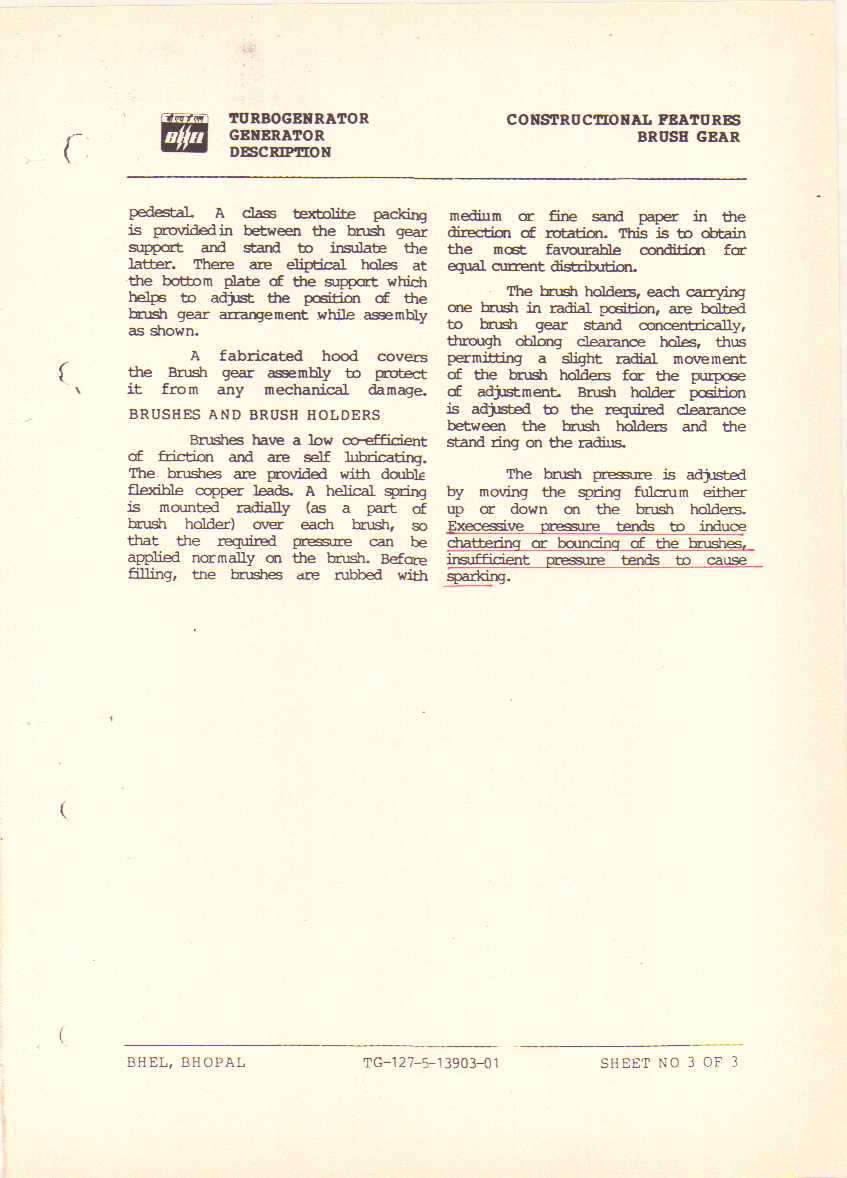 बी एच ई एल
BHEL
TURBOGENRATOR
GENERATOR
DESCRIPTION
CONSTRUCTIONAL FEATURES
BRUSH GEAR
pedestal. A class textolite packing
is provided in between the brush gear
support and stand to insulate the
latter. There are eliptical holes at
the bottom plate of the support which
helps to adjust the position of the
brush gear arrangement while assembly
as shown.
A fabricated hood covers
the Brush gear assembly to protect
it from any mechanical damage.
BRUSHES AND BRUSH HOLDERS
Brushes have a low co-efficient
of friction and are self lubricating.
The brushes are provided with double
flexible copper leads. A helical spring
is mounted radially (as a part of
brush holder) over each brush, so
that the required pressure can be
applied normally on the brush. Before
filling, the brushes are rubbed with
medium or fine sand paper in the
direction of rotation. This is to obtain
the most favourable condition for
equal current distribution.
The brush holders, each carrying
one brush in radial position, are bolted
to brush gear stand concentrically,
through oblong clearance holes, thus
permitting a slight radial movement
of the brush holders for the purpose
of adjustment. Brush holder position
is adjusted to the required clearance
between the brush holders and the
stand ring on the radius.
The brush pressure is adjusted
by moving the spring fulcrum either
up or down on the brush holders.
Execessive pressure tends to induce
chattering or bouncing of the brushes,
insufficient pressure tends to cause
sparking.
BHEL, BHOPAL
TG-127-5-13903-01
SHEET NO 3 OF 3